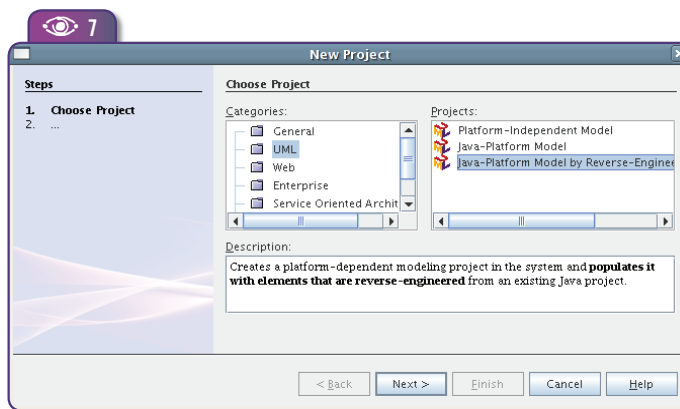 7
New Project
Steps
1. Choose Project
2. ...
Choose Project
Categories:
General
UML
Web
Enterprise
Service Oriented Archit
Projects:
Platform-Independent Model
Java-Platform Model
Java-Platform Model by Reverse-Enginee
Description:
Creates a platform-dependent modeling project in the system and populates it
with elements that are reverse-engineered from an existing Java project.
< Back
Next >
Finish
Cancel
Help